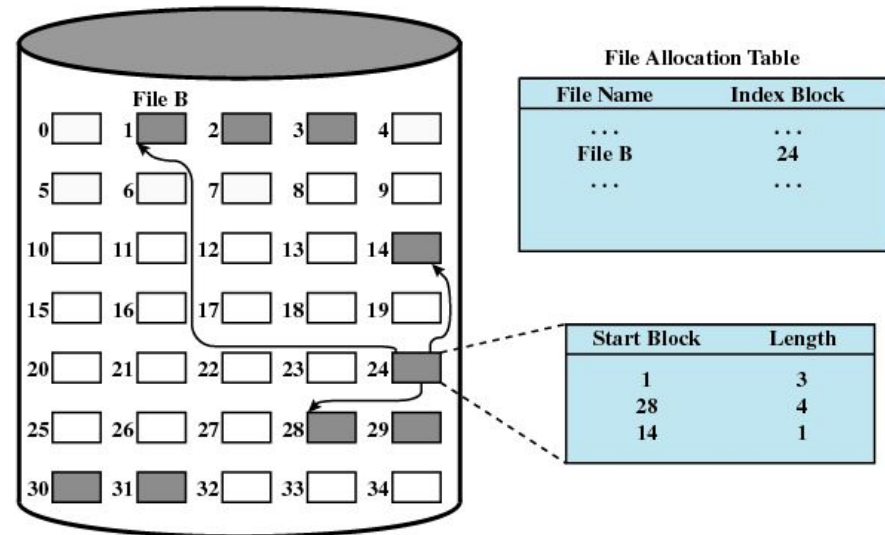 File B
0 1 2 3 4
5 6 7 8 9
10 11 12 13 14
15 16 17 18 19
20 21 22 23 24
25 26 27 28 29
30 31 32 33 34
File Allocation Table
File Name Index Block
. . . . . .
File B 24
. . . . . .
Start Block Length
1 3
28 4
14 1